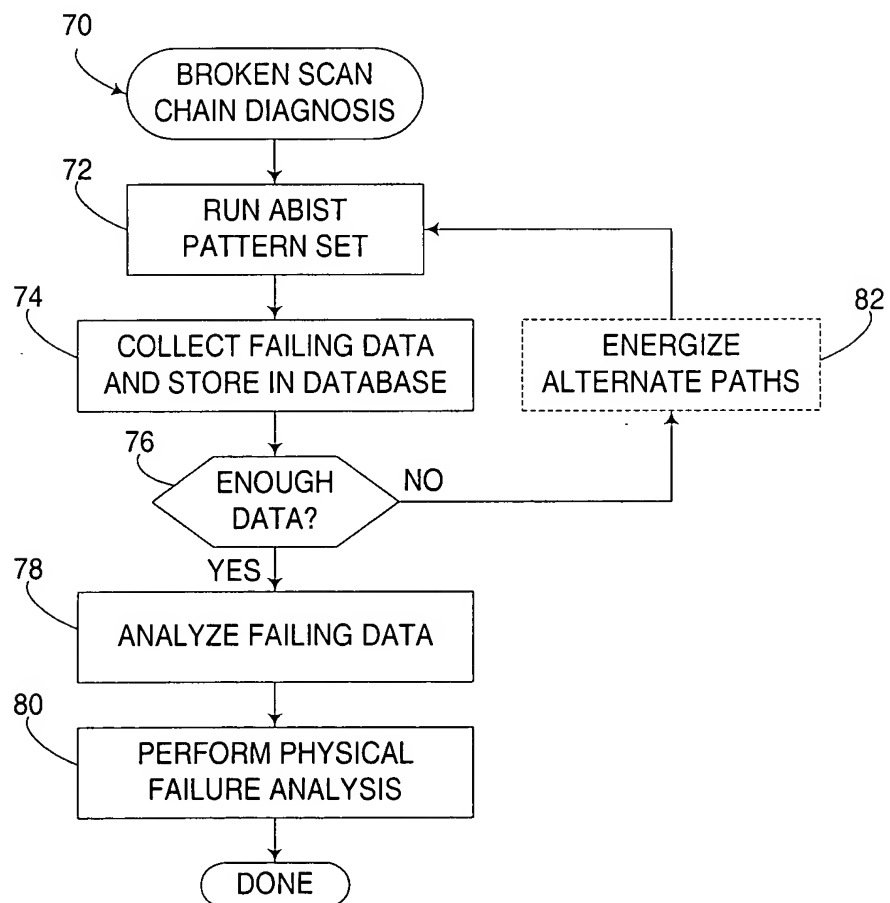 70
BROKEN SCAN
CHAIN DIAGNOSIS
72
RUN ABIST
PATTERN SET
74
COLLECT FAILING DATA
AND STORE IN DATABASE
82
ENERGIZE
ALTERNATE PATHS
76
ENOUGH
DATA?
NO
YES
78
ANALYZE FAILING DATA
80
PERFORM PHYSICAL
FAILURE ANALYSIS
DONE